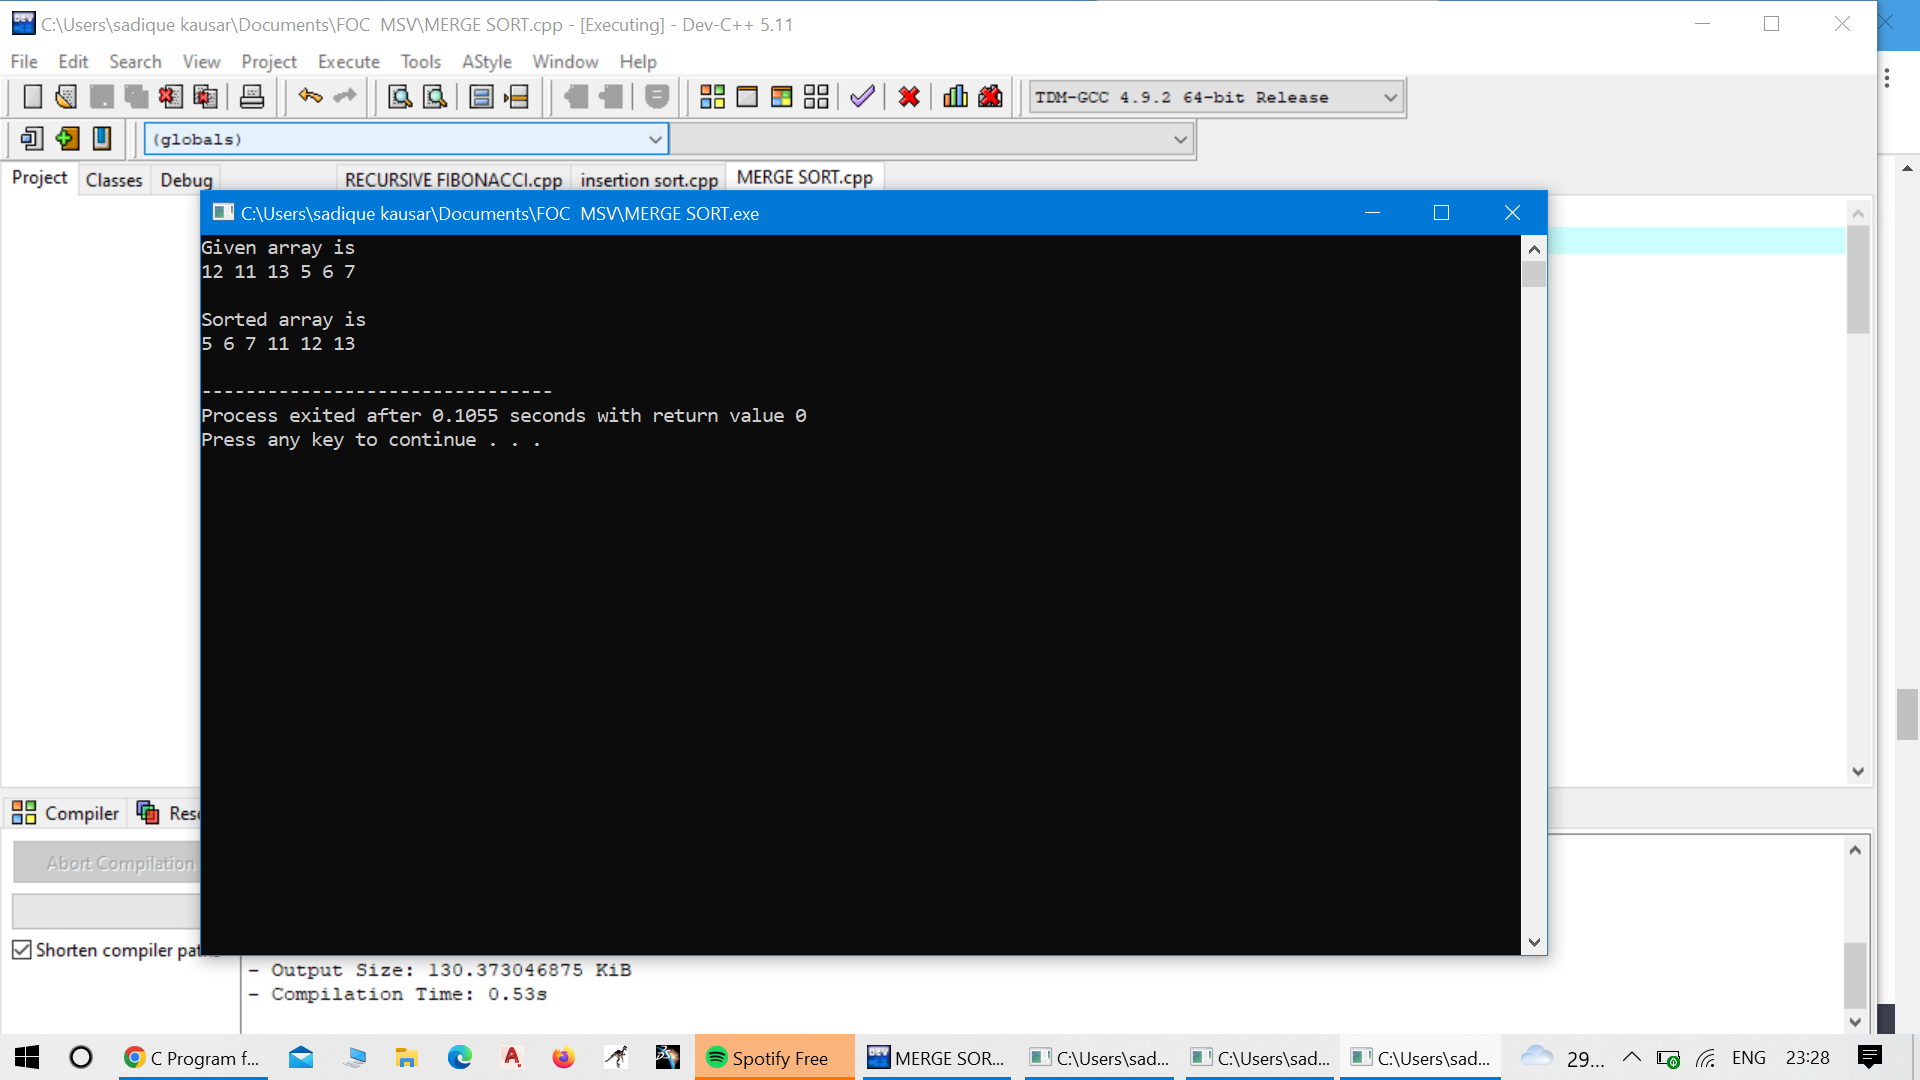 C:\Users\sadique kausar\Documents\FOC  MSV\MERGE SORT.cpp - [Executing] - Dev-C++ 5.11
File Edit Search View Project Execute Tools AStyle Window Help
TDM-GCC 4.9.2 64-bit Release
(globals)
Project Classes Debug RECURSIVE FIBONACCI.cpp insertion sort.cpp MERGE SORT.cpp
C:\Users\sadique kausar\Documents\FOC  MSV\MERGE SORT.exe
Given array is
12 11 13 5 6 7
Sorted array is
5 6 7 11 12 13
--------------------------------
Process exited after 0.1055 seconds with return value 0
Press any key to continue . . .
Compiler
Abort Compilation
Shorten compiler
- Output Size: 130.373046875 KiB
- Compilation Time: 0.53s
C Program f... Spotify Free MERGE SOR... C:\Users\sad... C:\Users\sad... C:\Users\sad... 29... ENG 23:28